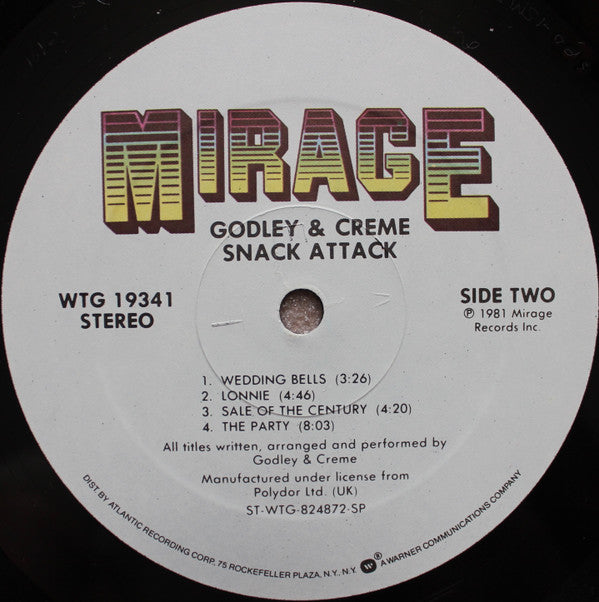 MIRAGE
GODLEY & CREME
SNACK ATTACK
WTG 19341
STEREO
SIDE TWO
℗ 1981 Mirage
Records Inc.
1. WEDDING BELLS (3:26)
2. LONNIE (4:46)
3. SALE OF THE CENTURY (4:20)
4. THE PARTY (8:03)
All titles written, arranged and performed by
Godley & Creme
Manufactured under license from
Polydor Ltd. (UK)
ST-WTG-824872-SP
DIST. BY ATLANTIC RECORDING CORP. 75 ROCKEFELLER PLAZA, N.Y., N.Y. W ® A WARNER COMMUNICATIONS COMPANY